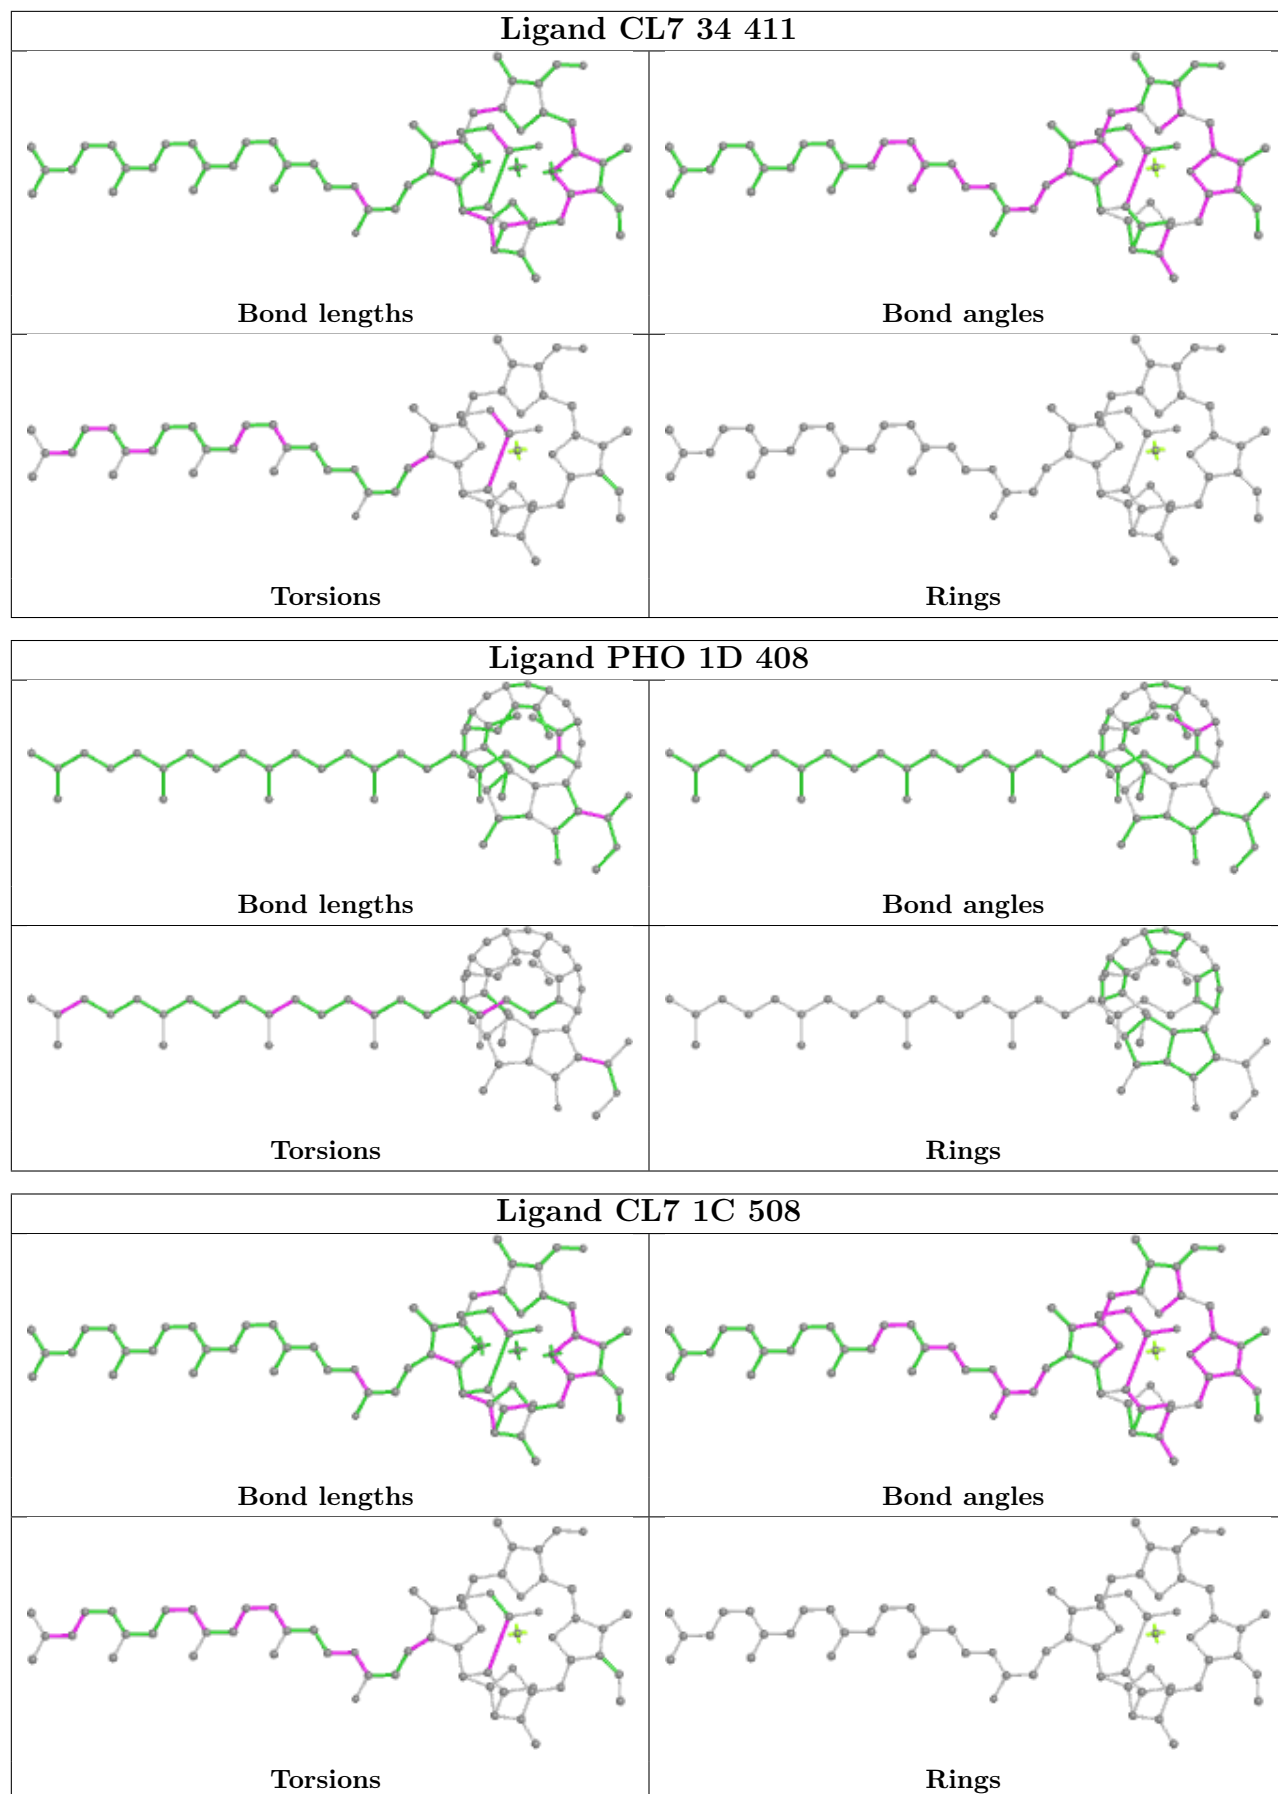 Ligand CL7 34 411
Bond lengths
Bond angles
Torsions
Rings
Ligand PHO 1D 408
Bond lengths
Bond angles
Torsions
Rings
Ligand CL7 1C 508
Bond lengths
Bond angles
Torsions
Rings